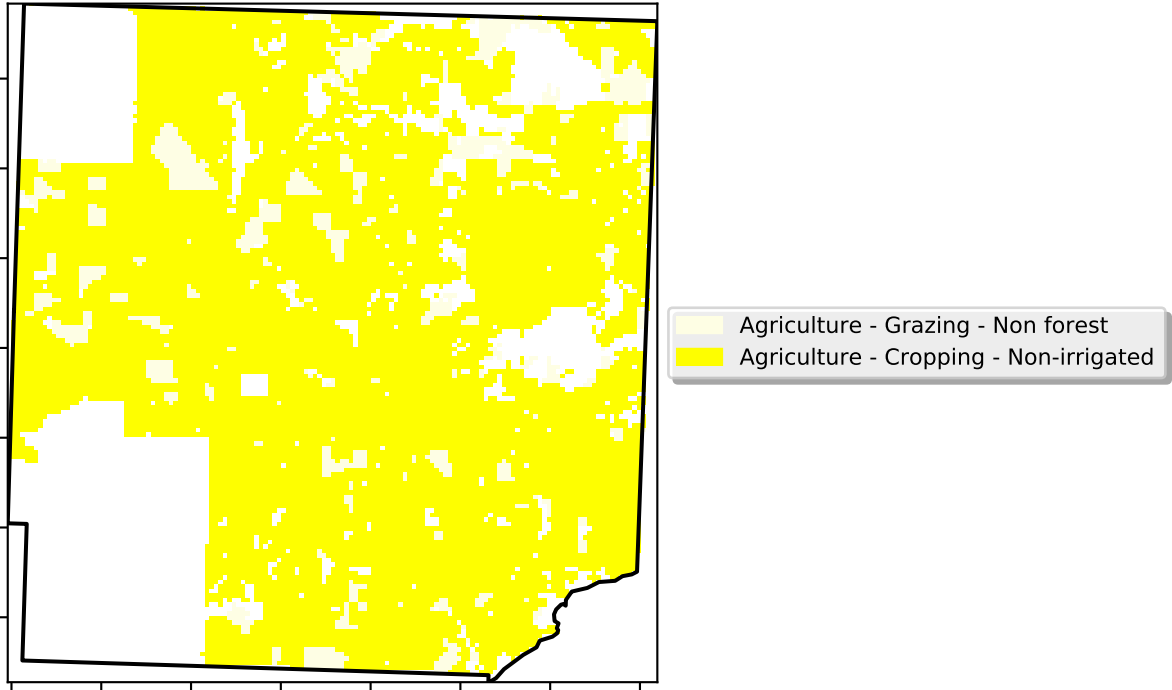 Agriculture - Grazing - Non forest
Agriculture - Cropping - Non-irrigated